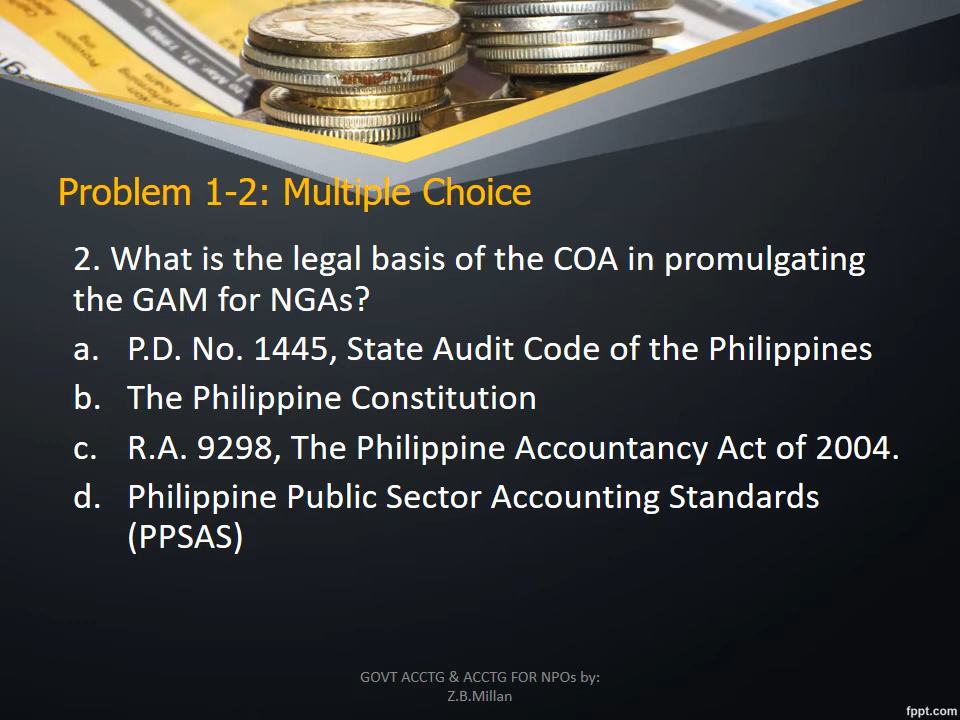 Problem 1-2: Multiple Choice
2. What is the legal basis of the COA in promulgating
the GAM for NGAs?
a. P.D. No. 1445, State Audit Code of the Philippines
b. The Philippine Constitution
c. R.A. 9298, The Philippine Accountancy Act of 2004.
d. Philippine Public Sector Accounting Standards
(PPSAS)
GOVT ACCTG & ACCTG FOR NPOs by:
Z.B.Millan
fppt.com